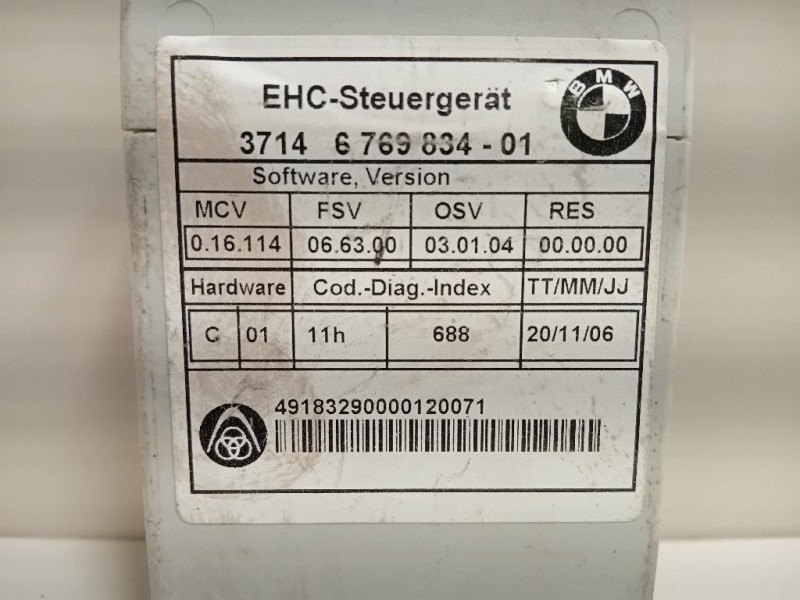 BMW
EHC-Steuergerät
3714 6 769 834 - 01
Software, Version
MCV FSV OSV RES
0.16.114 06.63.00 03.01.04 00.00.00
Hardware Cod.-Diag.-Index TT/MM/JJ
C 01 11h 688 20/11/06
49183290000120071